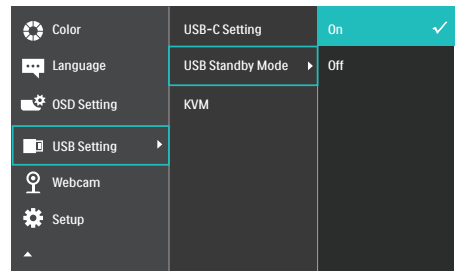 Color
USB-C Setting
On
Language
USB Standby Mode
Off
OSD Setting
KVM
USB Setting
Webcam
Setup